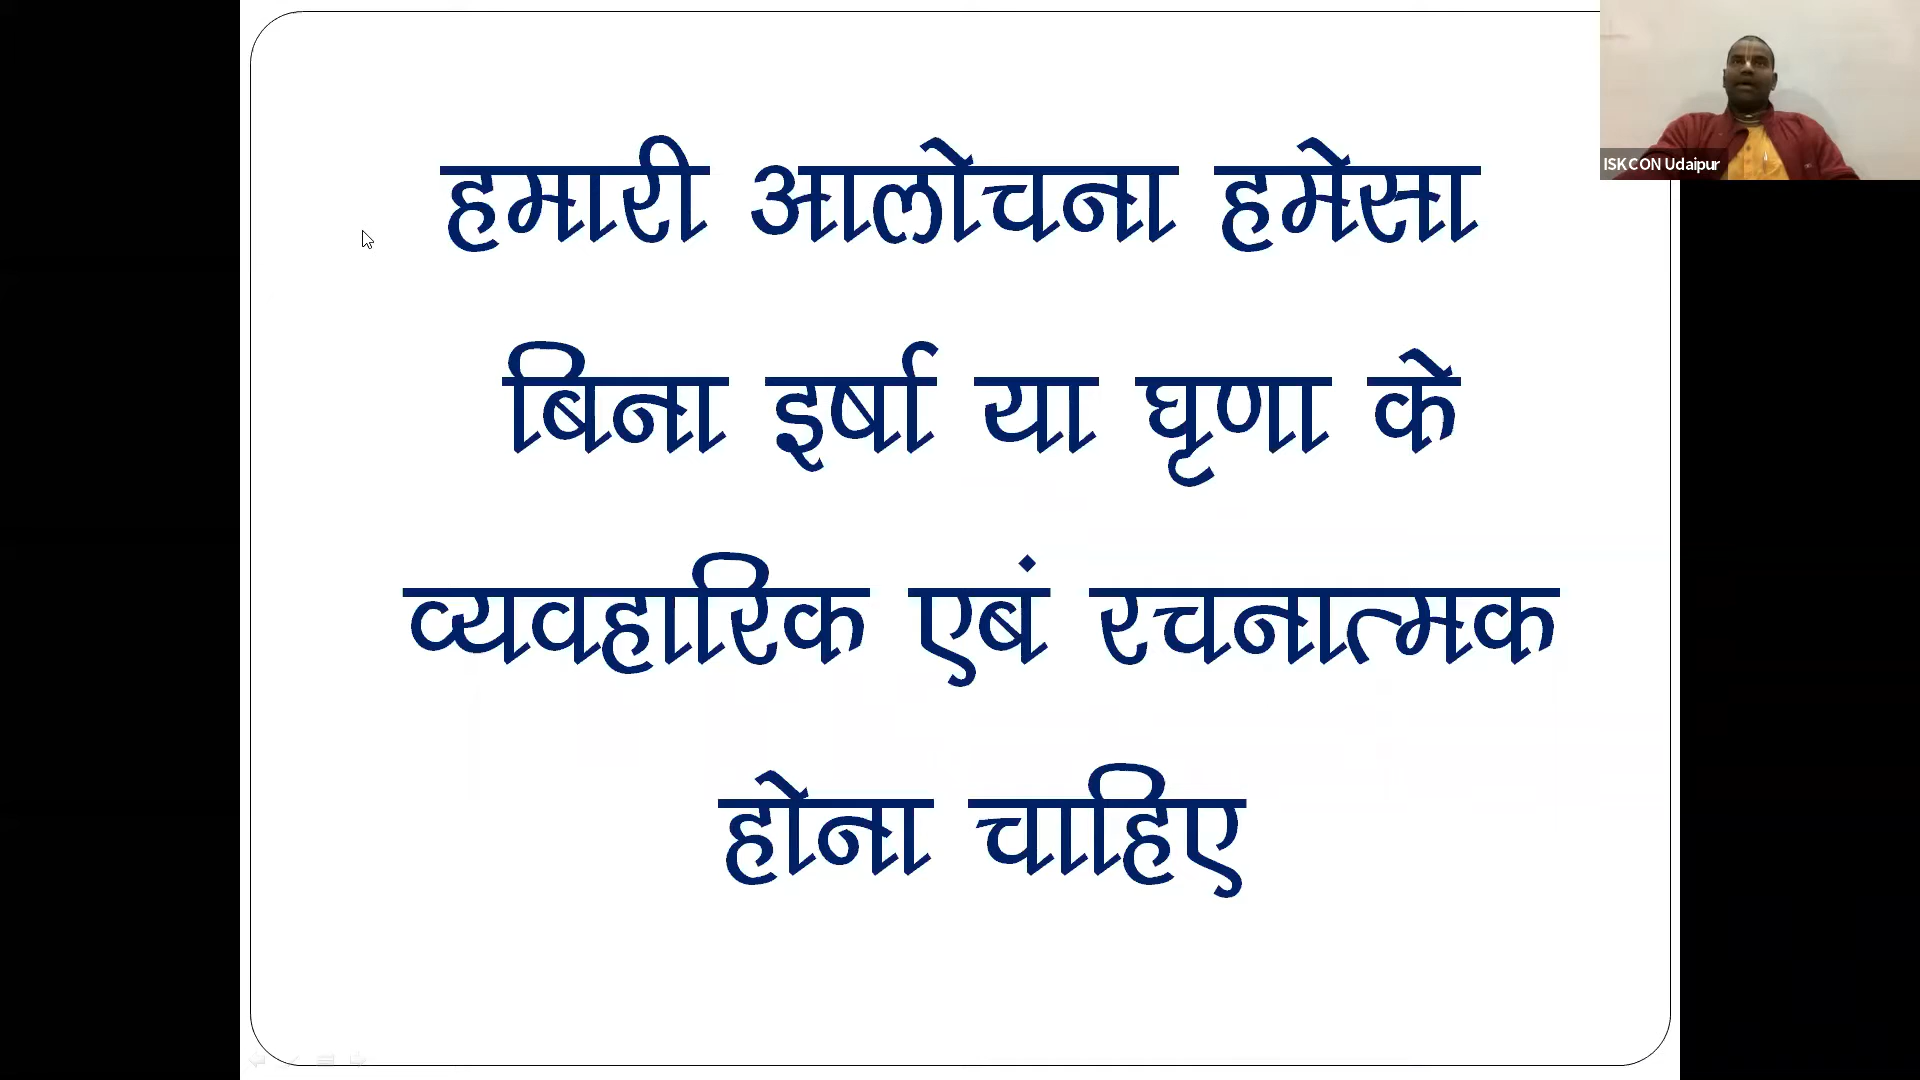 हमारी आलोचना हमेसा
बिना इर्षा या घृणा के
व्यवहारिक एबं रचनात्मक
होना चाहिए
ISKCON Udaipur